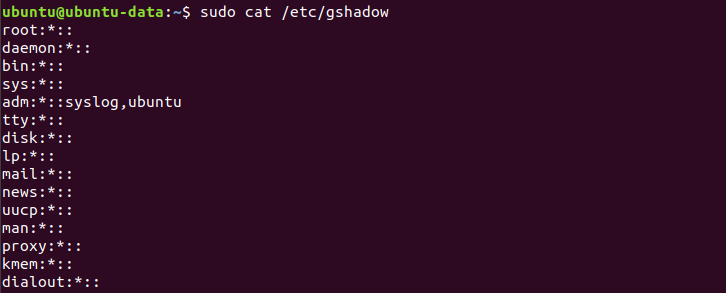 ubuntu@ubuntu-data:~$ sudo cat /etc/gshadow
root:*::
daemon:*::
bin:*::
sys:*::
adm:*::syslog,ubuntu
tty:*::
disk:*::
lp:*::
mail:*::
news:*::
uucp:*::
man:*::
proxy:*::
kmem:*::
dialout:*::